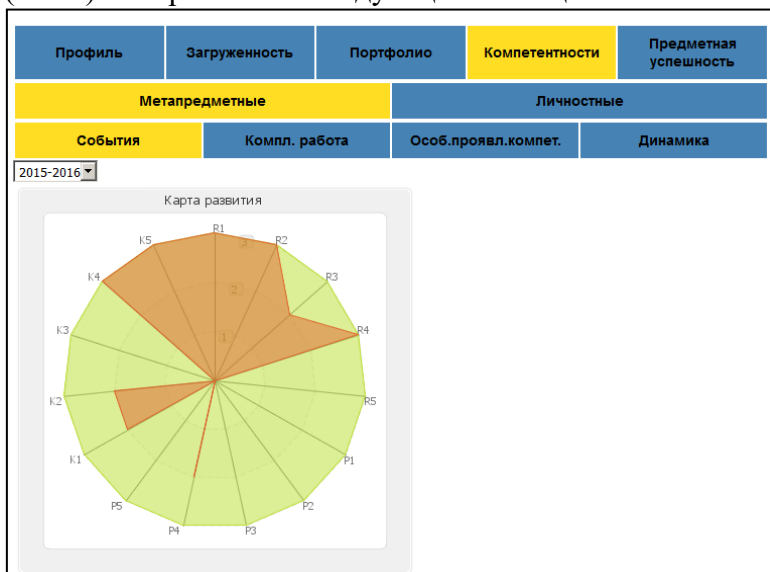 Профиль
Загруженность
Портфолио
Компетентности
Предметная
успешность
Метапредметные
Личностные
События
Компл. работа
Особ.проявл.компет.
Динамика
2015-2016
Карта развития
R1
R2
R3
R4
R5
P1
P2
P3
P4
P5
K1
K2
K3
K4
K5
3
2
1